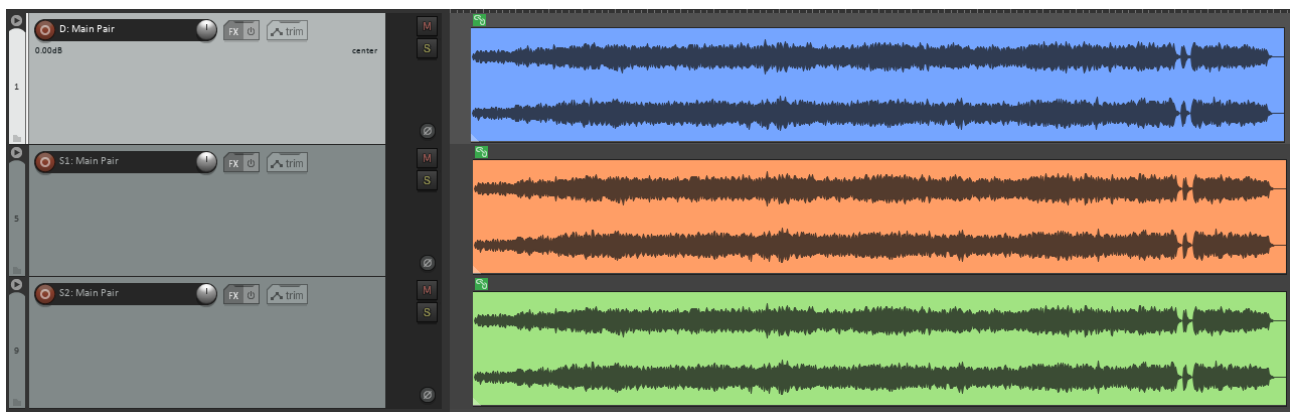 D: Main Pair
FX
trim
M
0.00dB
center
S
1
S1: Main Pair
FX
trim
M
S
5
S2: Main Pair
FX
trim
M
S
9